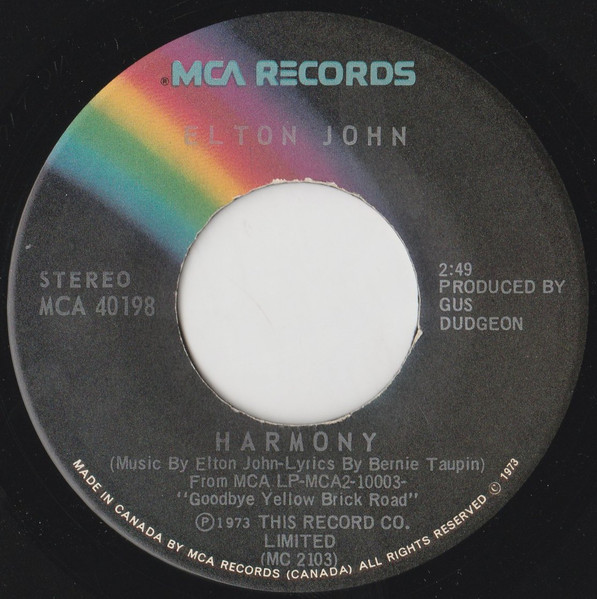 ®MCA RECORDS
ELTON JOHN
STEREO
MCA 40198
2:49
PRODUCED BY
GUS
DUDGEON
HARMONY
(Music By Elton John-Lyrics By Bernie Taupin)
From MCA LP-MCA2-10003-
"Goodbye Yellow Brick Road"
℗1973 THIS RECORD CO.
LIMITED
(MC 2103)
MADE IN CANADA BY MCA RECORDS (CANADA) ALL RIGHTS RESERVED © 1973